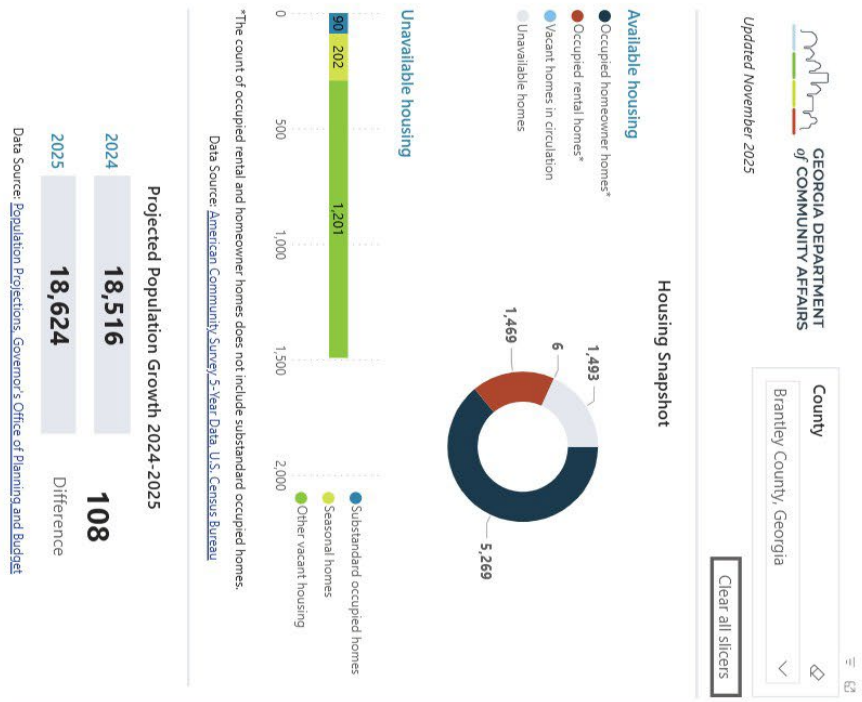 GEORGIA DEPARTMENT
of COMMUNITY AFFAIRS
Updated November 2025
County
Brantley County, Georgia
Clear all slicers
Housing Snapshot
Available housing
Occupied homeowner homes*
Occupied rental homes*
Vacant homes in circulation
Unavailable homes
1,493
6
1,469
5,269
Unavailable housing
Substandard occupied homes
Seasonal homes
Other vacant housing
90
202
1,201
0
500
1,000
1,500
2,000
*The count of occupied rental and homeowner homes does not include substandard occupied homes.
Data Source: American Community Survey, 5-Year Data, U.S. Census Bureau
Projected Population Growth 2024-2025
2024
18,516
2025
18,624
108
Difference
Data Source: Population Projections, Governor's Office of Planning and Budget